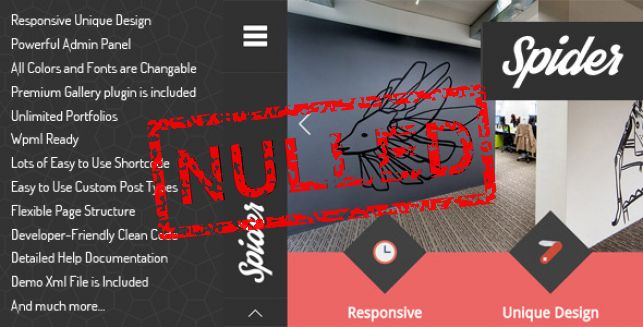 Responsive Unique Design
Powerful Admin Panel
All Colors and Fonts are Changable
Premium Gallery plugin is included
Unlimited Portfolios
Wpml Ready
Lots of Easy to Use Shortcode
Easy to Use Custom Post Types
Flexible Page Structure
Developer-Friendly Clean Code
Detailed Help Documentation
Demo Xml File is Included
And much more...
Spider
NULLED
Spider
Responsive
Unique Design